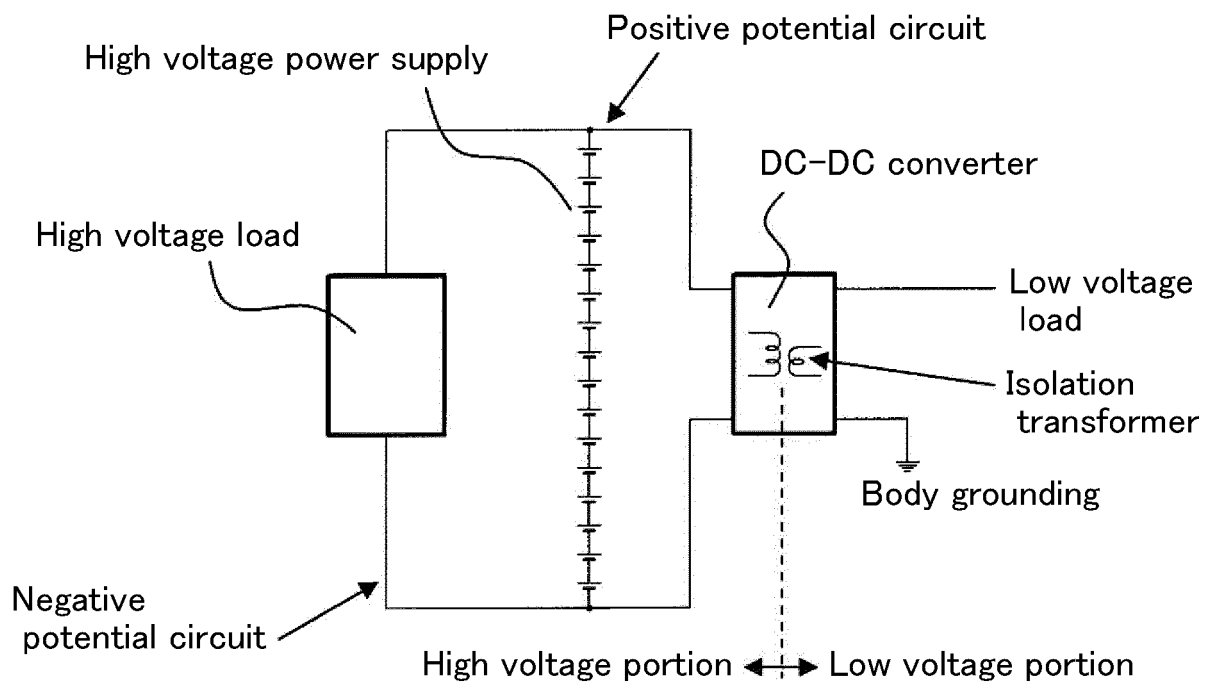 Positive potential circuit
High voltage power supply
DC-DC converter
High voltage load
Low voltage
load
Isolation
transformer
Body grounding
Negative
potential circuit
High voltage portion
Low voltage portion